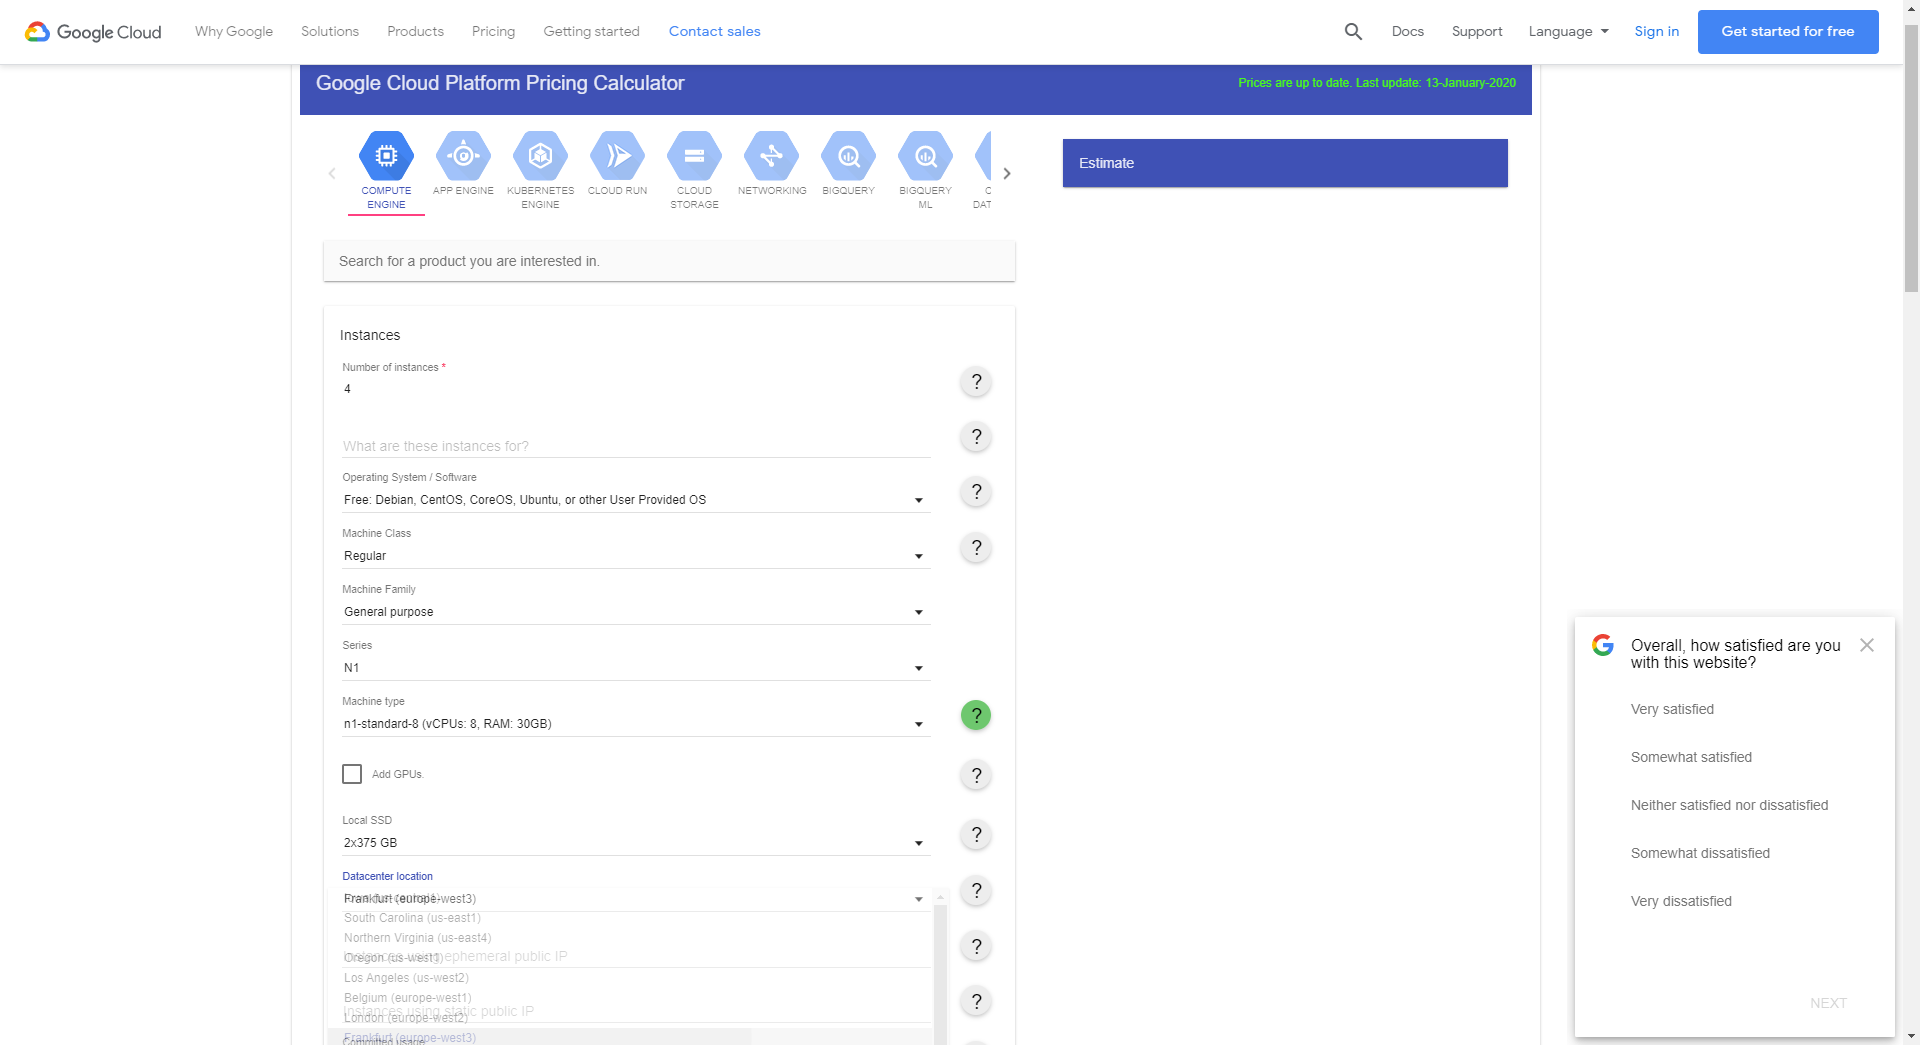 Google Cloud
Why Google
Solutions
Products
Pricing
Getting started
Contact sales
Docs
Support
Language
Sign in
Get started for free
Google Cloud Platform Pricing Calculator
Prices are up to date. Last update: 13-January-2020
COMPUTE
ENGINE
APP ENGINE
KUBERNETES
ENGINE
CLOUD RUN
CLOUD
STORAGE
NETWORKING
BIGQUERY
BIGQUERY
ML
C
DAT
Estimate
Search for a product you are interested in.
Instances
Number of instances *
4
?
What are these instances for?
?
Operating System / Software
Free: Debian, CentOS, CoreOS, Ubuntu, or other User Provided OS
?
Machine Class
Regular
?
Machine Family
General purpose
Series
N1
Machine type
n1-standard-8 (vCPUs: 8, RAM: 30GB)
?
Add GPUs.
?
Local SSD
2x375 GB
?
Datacenter location
Frankfurt (europe-west3)
?
South Carolina (us-east1)
Northern Virginia (us-east4)
?
Instances using ephemeral public IP
Oregon (us-west1)
Los Angeles (us-west2)
Belgium (europe-west1)
?
Instances using static public IP
London (europe-west2)
Frankfurt (europe-west3)
Committed usage
Overall, how satisfied are you
with this website?
Very satisfied
Somewhat satisfied
Neither satisfied nor dissatisfied
Somewhat dissatisfied
Very dissatisfied
NEXT